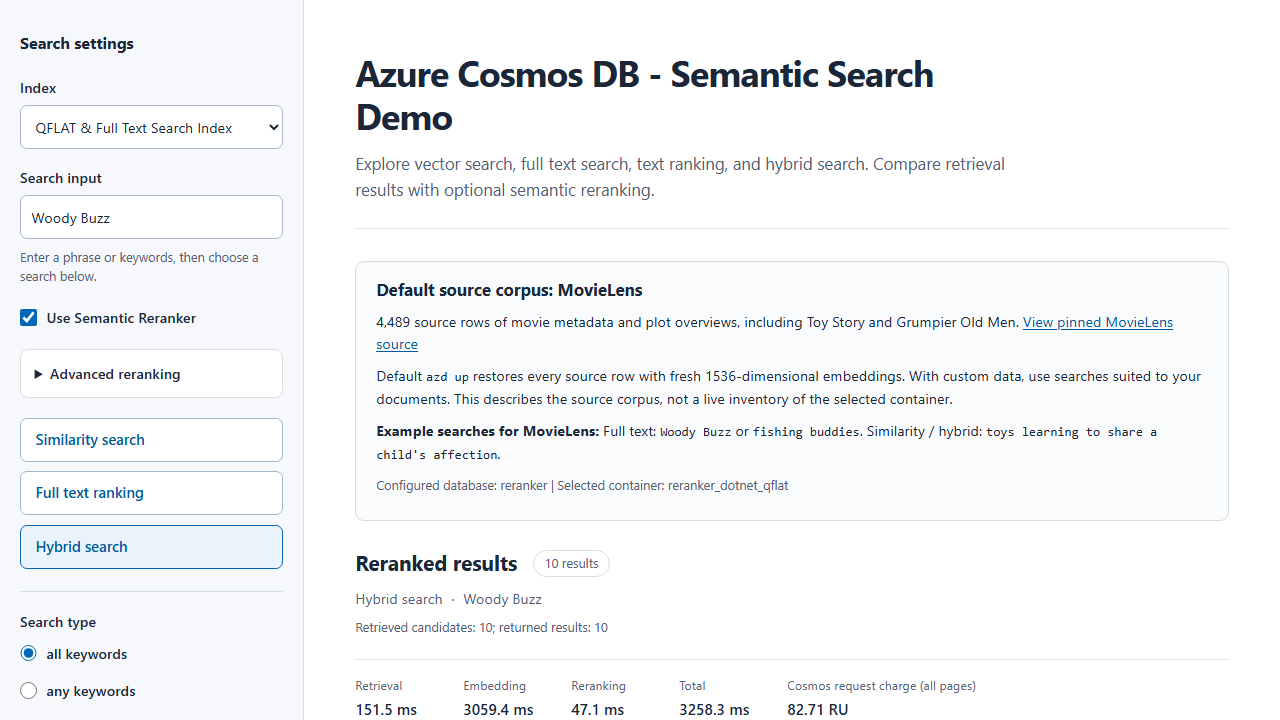 Search settings
Index
QFLAT & Full Text Search Index
Search input
Woody Buzz
Enter a phrase or keywords, then choose a
search below.
Use Semantic Reranker
Advanced reranking
Similarity search
Full text ranking
Hybrid search
Search type
all keywords
any keywords
Azure Cosmos DB - Semantic Search
Demo
Explore vector search, full text search, text ranking, and hybrid search. Compare retrieval
results with optional semantic reranking.
Default source corpus: MovieLens
4,489 source rows of movie metadata and plot overviews, including Toy Story and Grumpier Old Men. View pinned MovieLens
source
Default azd up restores every source row with fresh 1536-dimensional embeddings. With custom data, use searches suited to your
documents. This describes the source corpus, not a live inventory of the selected container.
Example searches for MovieLens: Full text: Woody Buzz or fishing buddies. Similarity / hybrid: toys learning to share a
child's affection.
Configured database: reranker | Selected container: reranker_dotnet_qflat
Reranked results 10 results
Hybrid search · Woody Buzz
Retrieved candidates: 10; returned results: 10
Retrieval Embedding Reranking Total Cosmos request charge (all pages)
151.5 ms 3059.4 ms 47.1 ms 3258.3 ms 82.71 RU